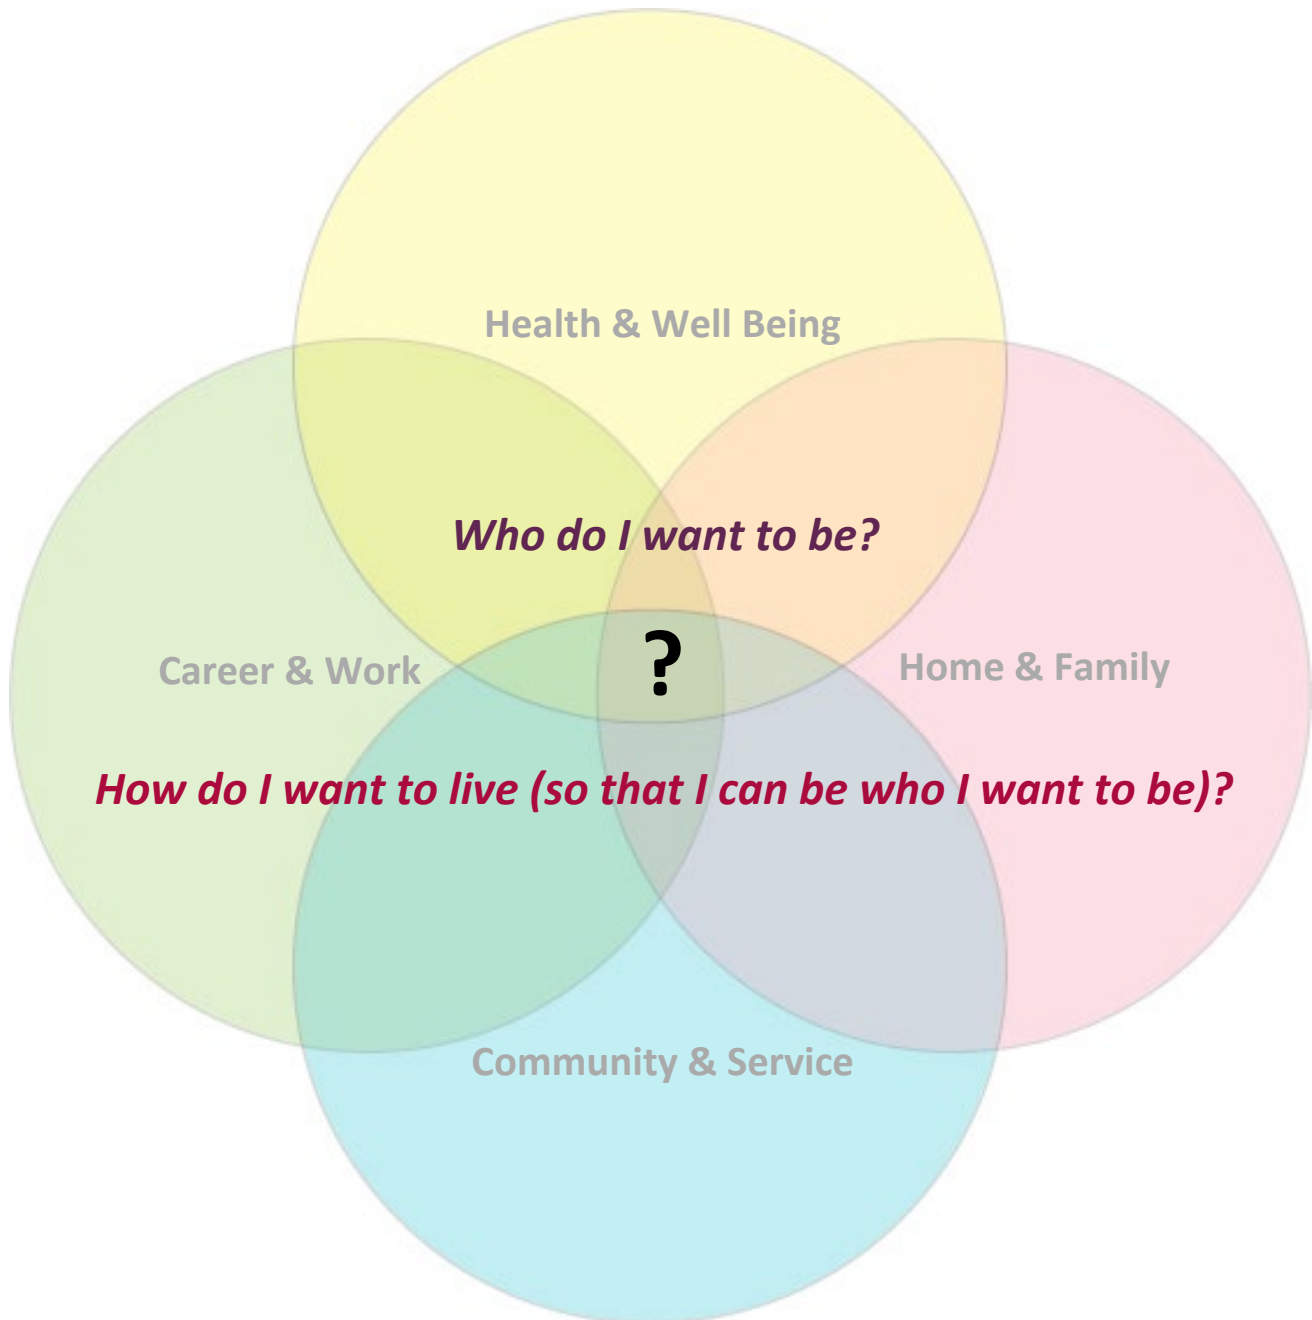 Health & Well Being
Who do I want to be?
?
Career & Work
Home & Family
How do I want to live (so that I can be who I want to be)?
Community & Service